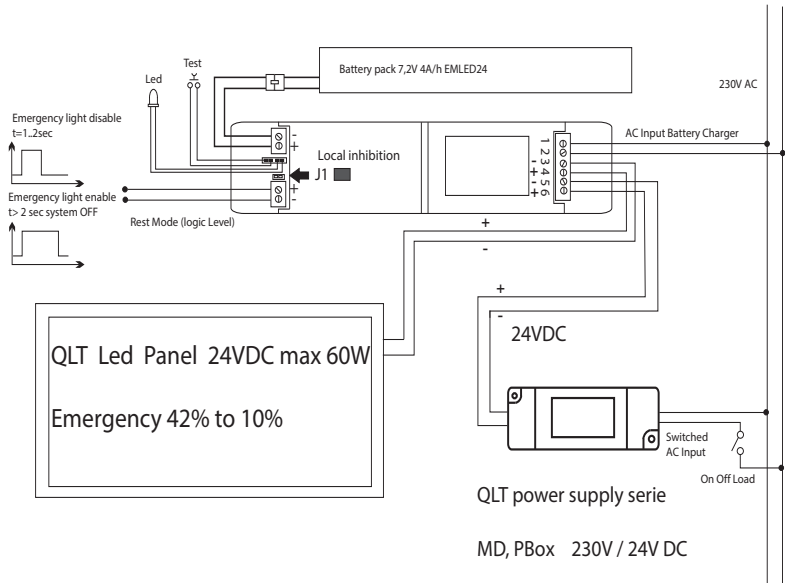 Battery pack 7,2V 4A/h EMLED24
230V AC
Test
Led
Emergency light disable
t=1..2sec
- +
Local inhibition
J1
1 2 3 4 5 6
- + - +
AC Input Battery Charger
Emergency light enable
t> 2 sec system OFF
+ -
Rest Mode (logic Level)
+
-
+
-
24VDC
QLT Led Panel 24VDC max 60W
Emergency 42% to 10%
Switched
AC Input
On Off Load
QLT power supply serie
MD, PBox 230V / 24V DC